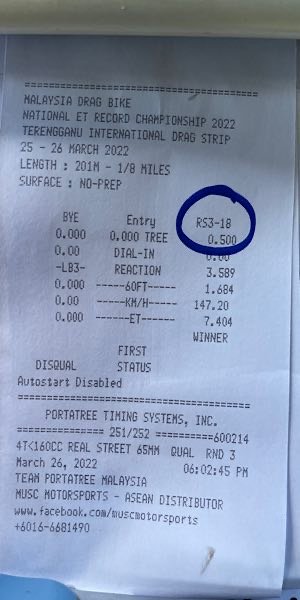 ==========================================
MALAYSIA DRAG BIKE
NATIONAL ET RECORD CHAMPIONSHIP 2022
TERENGGANU INTERNATIONAL DRAG STRIP
25 - 26 MARCH 2022
LENGTH : 201M - 1/8 MILES
SURFACE : NO-PREP
BYE Entry RS3-18
0.000 0.000 TREE 0.500
0.00 DIAL-IN 0.00
-LB3- REACTION 3.589
0.000 ------60FT------ 1.684
0.00 ------KM/H------ 147.20
0.000 -------ET------- 7.404
WINNER
FIRST
DISQUAL STATUS
Autostart Disabled
==========================================
PORTATREE TIMING SYSTEMS, INC.
=============== 251/252 ==========600214
4T<160CC REAL STREET 65MM QUAL RND 3
March 26, 2022 06:02:45 PM
TEAM PORTATREE MALAYSIA
MUSC MOTORSPORTS - ASEAN DISTRIBUTOR
www.facebook.com/muscmotorsports
+6016-6681490